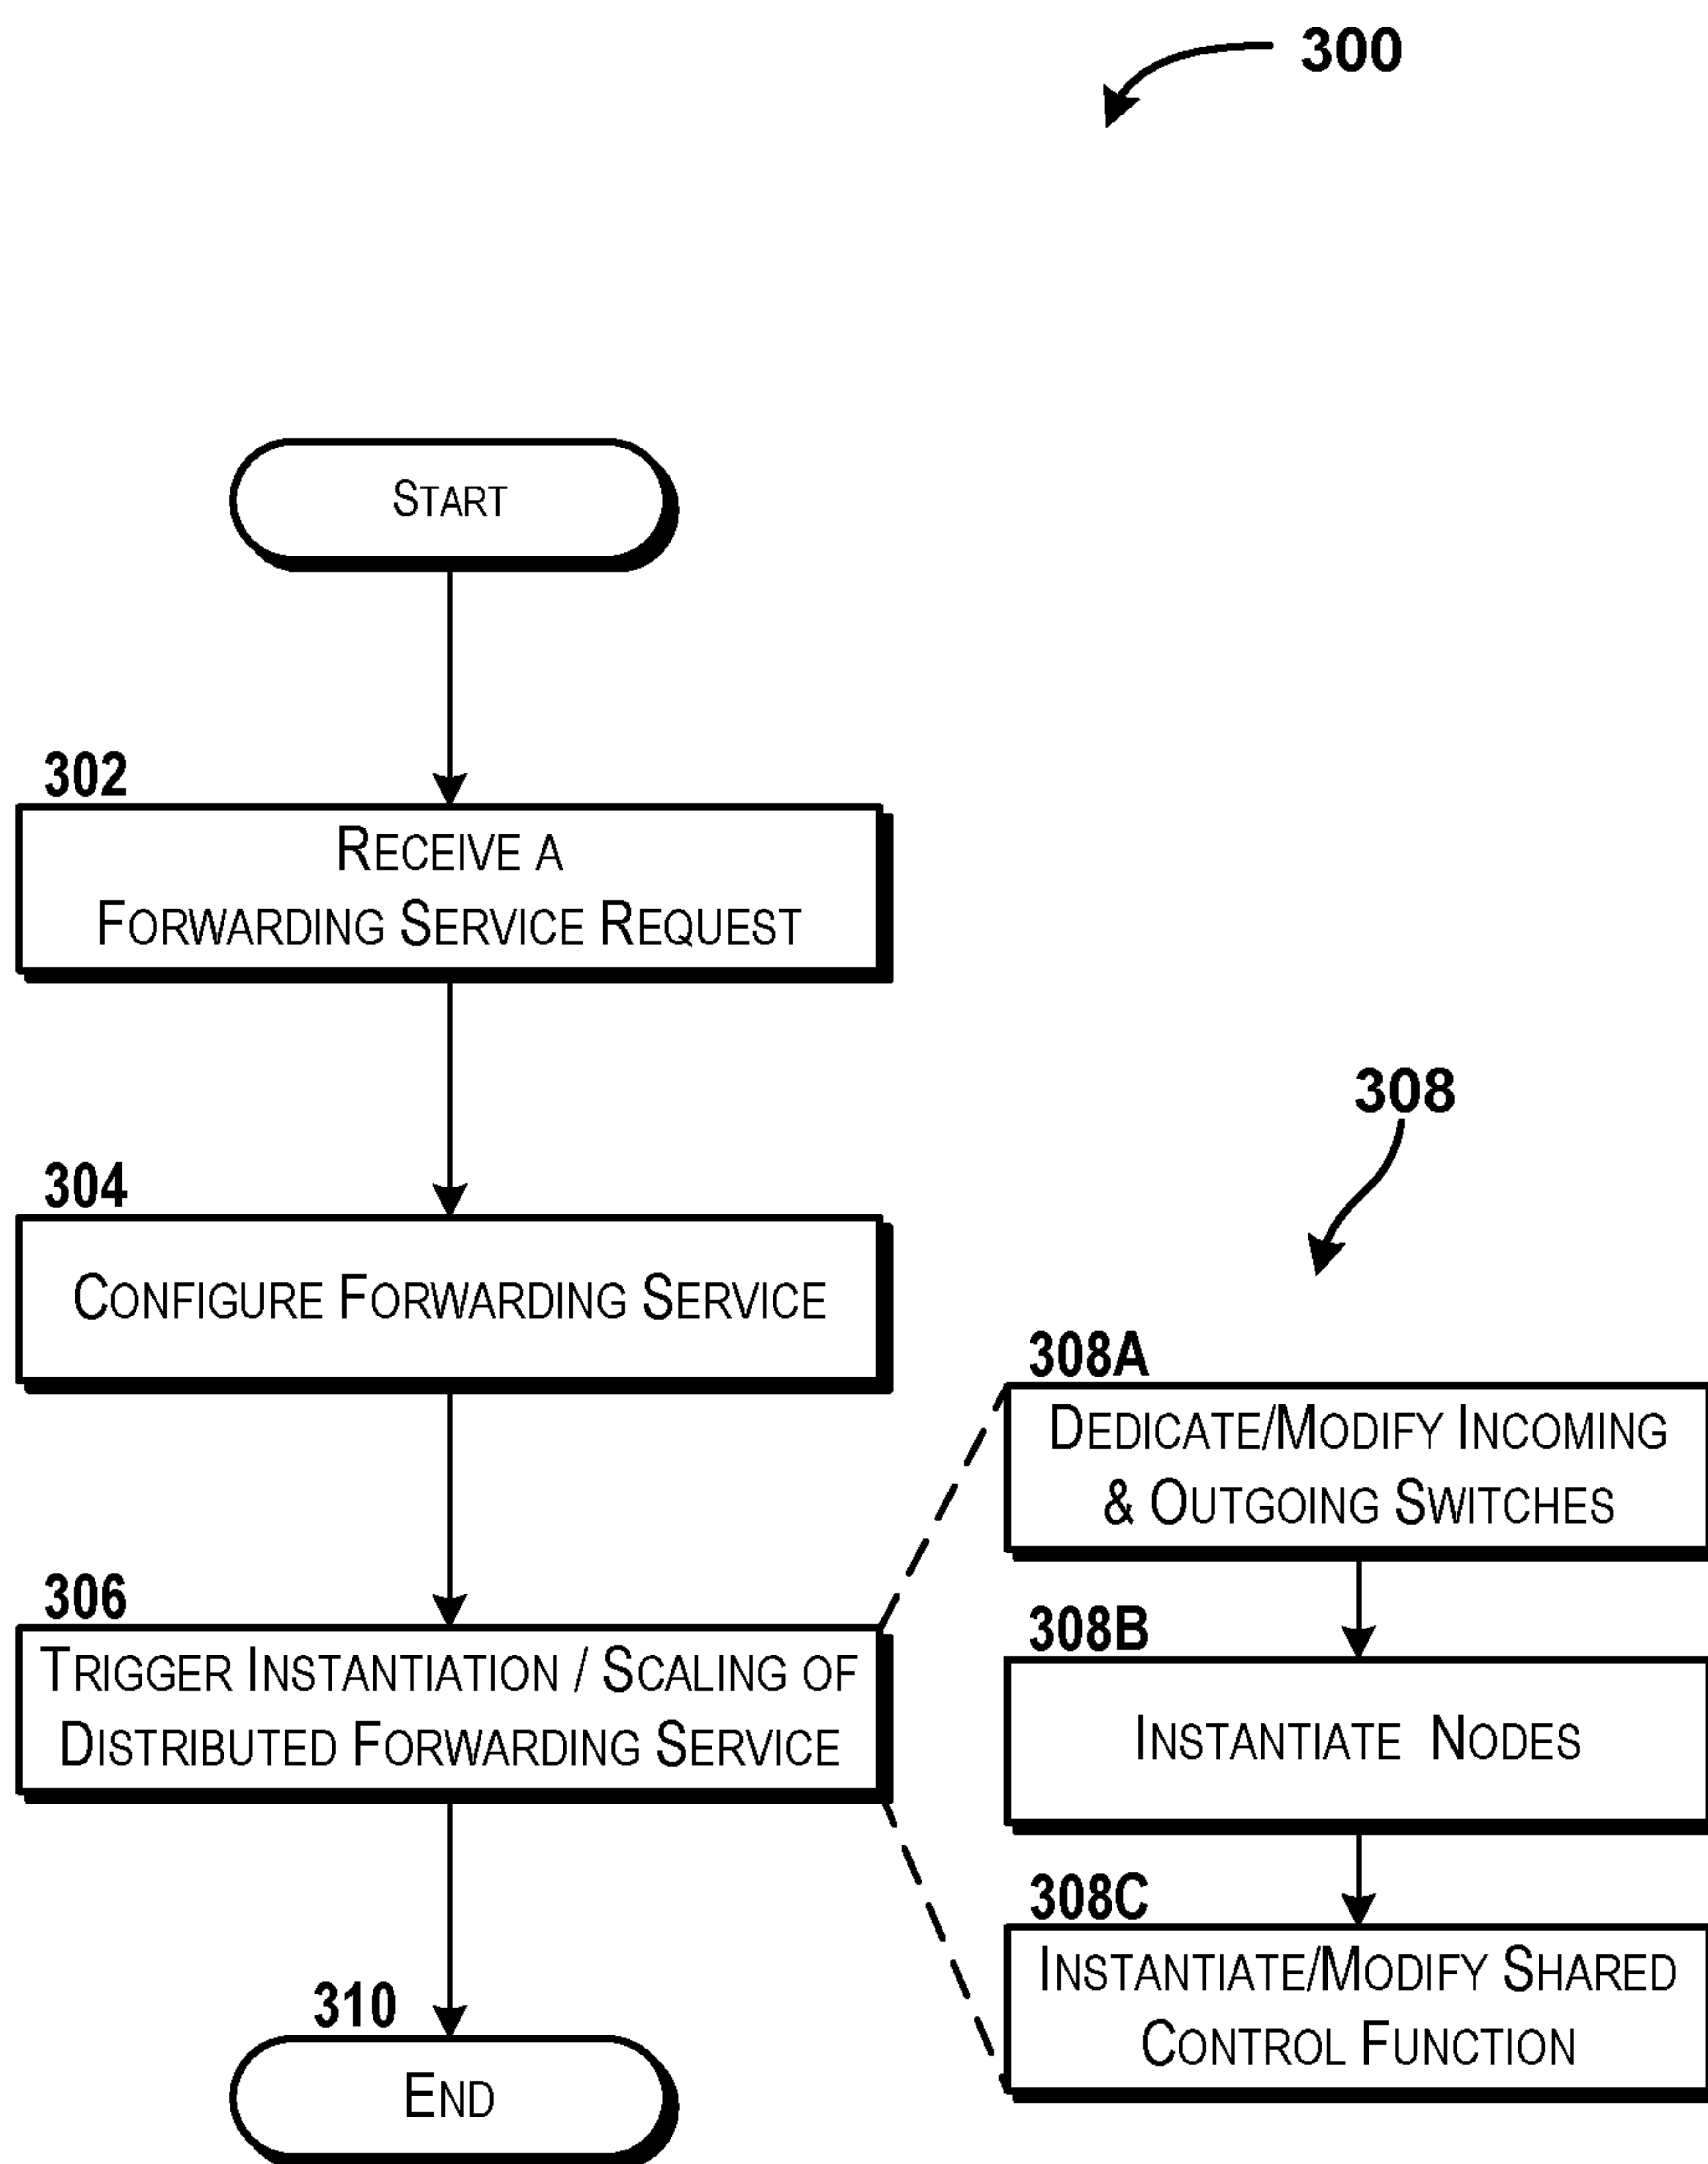 300
START
302
RECEIVE A
FORWARDING SERVICE REQUEST
304
CONFIGURE FORWARDING SERVICE
306
TRIGGER INSTANTIATION / SCALING OF
DISTRIBUTED FORWARDING SERVICE
308
308A
DEDICATE/MODIFY INCOMING
& OUTGOING SWITCHES
308B
INSTANTIATE NODES
308C
INSTANTIATE/MODIFY SHARED
CONTROL FUNCTION
310
END